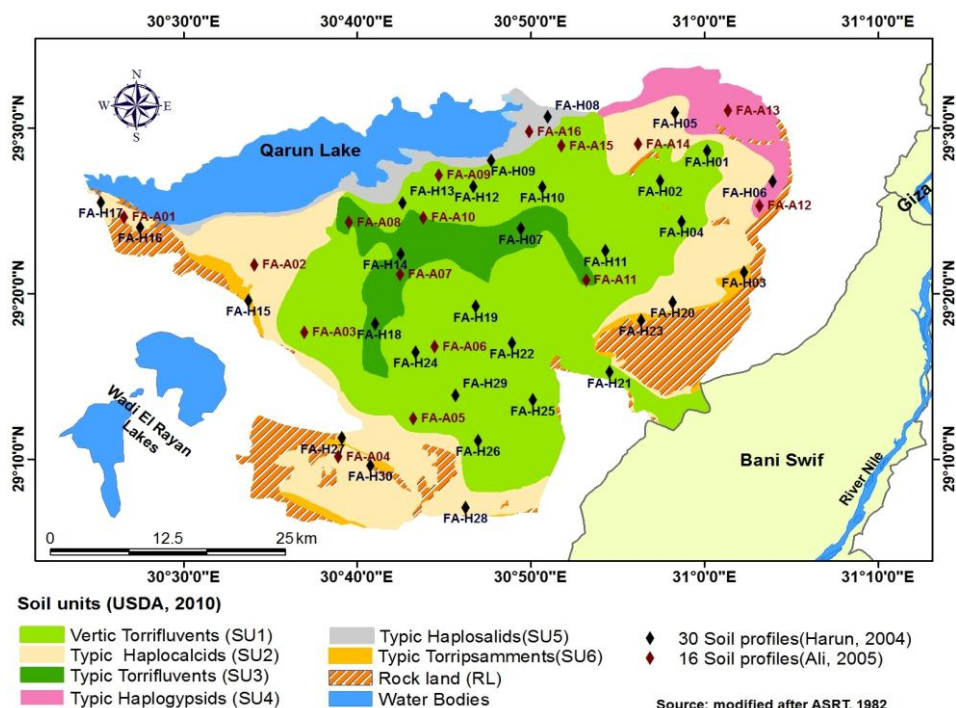 30°30'0"E 30°40'0"E 30°50'0"E 31°0'0"E 31°10'0"E
N
W E
S
29°30'0"N
29°20'0"N
29°10'0"N
29°30'0"N
29°20'0"N
29°10'0"N
FA-H08
FA-A13
FA-H05
FA-A16
FA-A15
FA-A14
Qarun Lake
FA-H01
FA-H09
FA-A09
FA-H13
FA-H12
FA-H10
FA-H02
FA-H06
Giza
FA-H17
FA-A01
FA-H16
FA-A12
FA-A08
FA-A10
FA-H07
FA-H04
FA-A02
FA-H14
FA-A07
FA-H11
FA-A11
FA-H03
FA-H15
FA-H19
FA-H20
FA-H23
FA-A03
FA-H18
FA-A06
FA-H24
FA-H22
FA-H21
Wadi El Rayan
Lakes
FA-H29
FA-A05
FA-H25
FA-H27
FA-A04
FA-H30
FA-H26
FA-H28
Bani Swif
River Nile
0 12.5 25 km
30°30'0"E 30°40'0"E 30°50'0"E 31°0'0"E 31°10'0"E
Soil units (USDA, 2010)
Vertic Torrifluvents (SU1)
Typic Haplocalcids (SU2)
Typic Torrifluvents (SU3)
Typic Haplogypsids (SU4)
Typic Haplosalids(SU5)
Typic Torripsamments(SU6)
Rock land (RL)
Water Bodies
30 Soil profiles(Harun, 2004)
16 Soil profiles(Ali, 2005)
Source: modified after ASRT, 1982